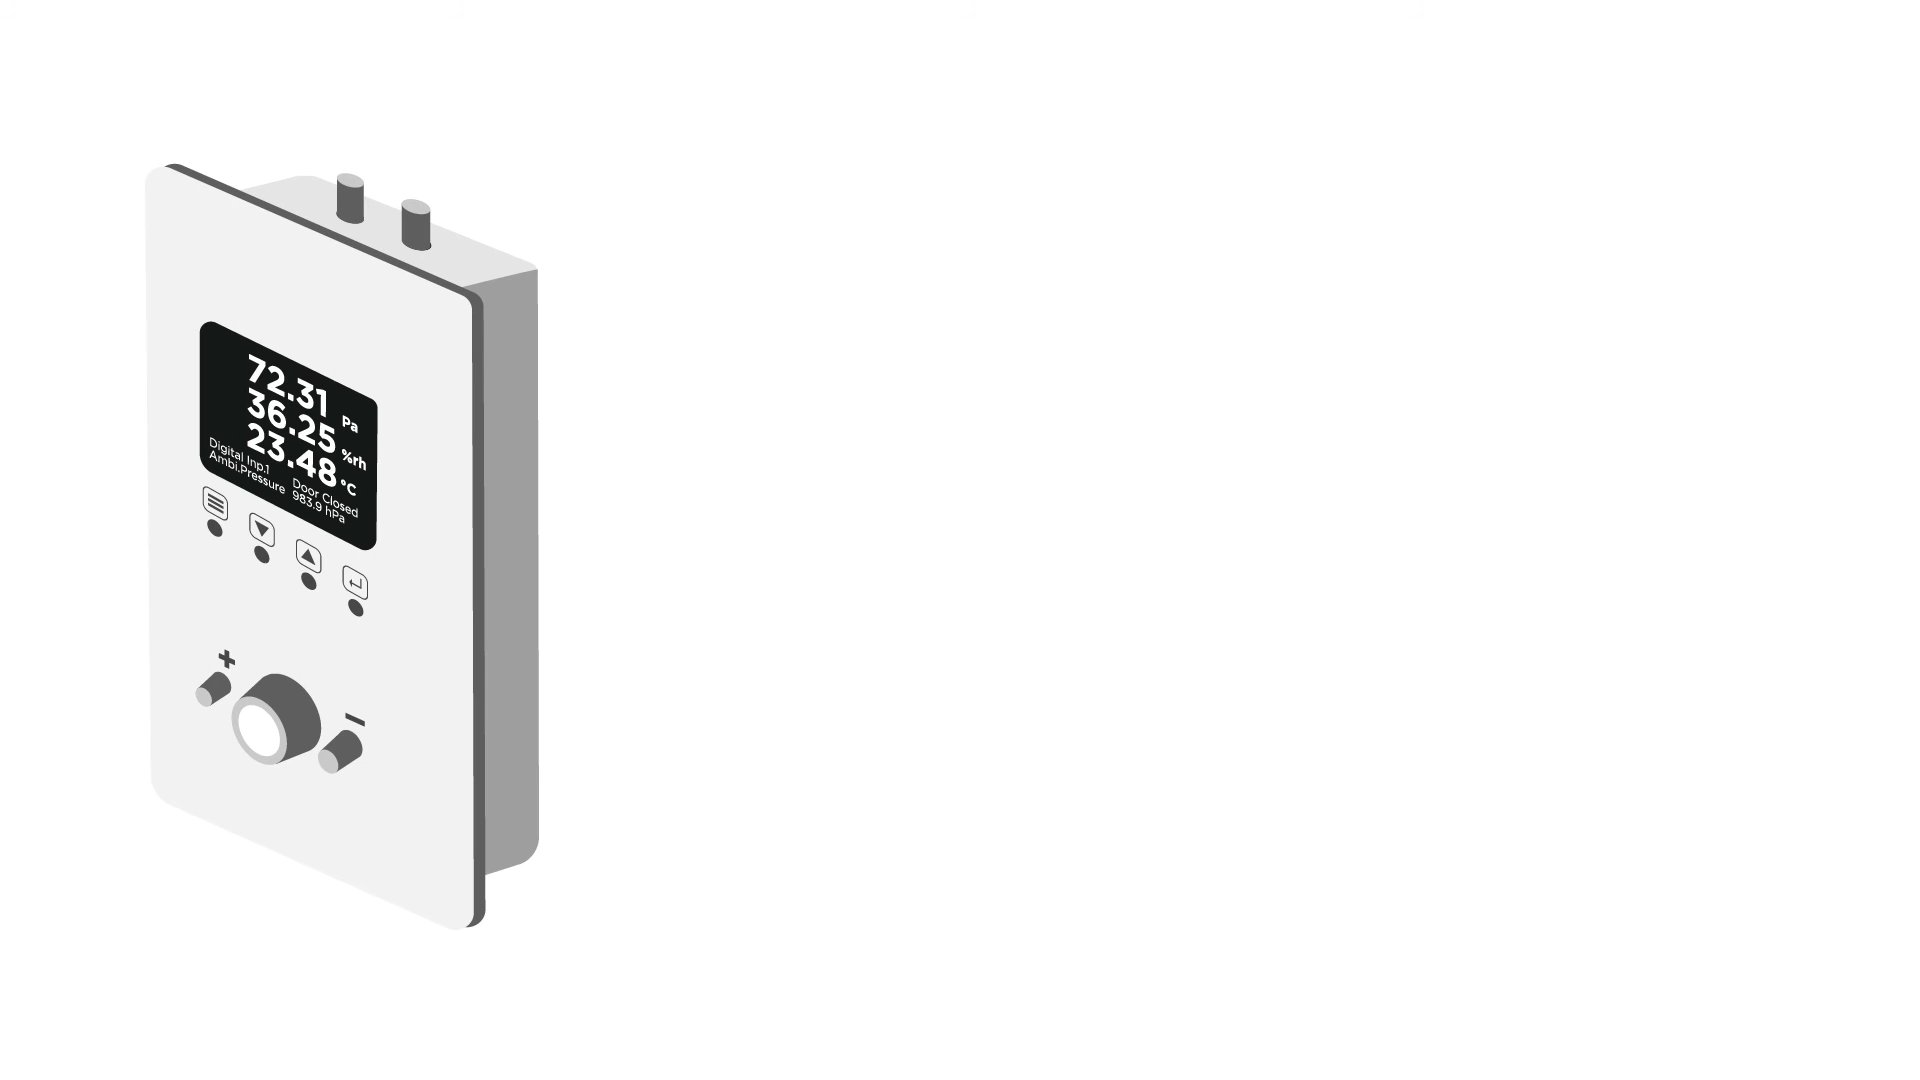 72.31 Pa
36.25 %rh
23.48 °C
Digital Inp.1 Door Closed
Ambi.Pressure 983.9 hPa
+
−